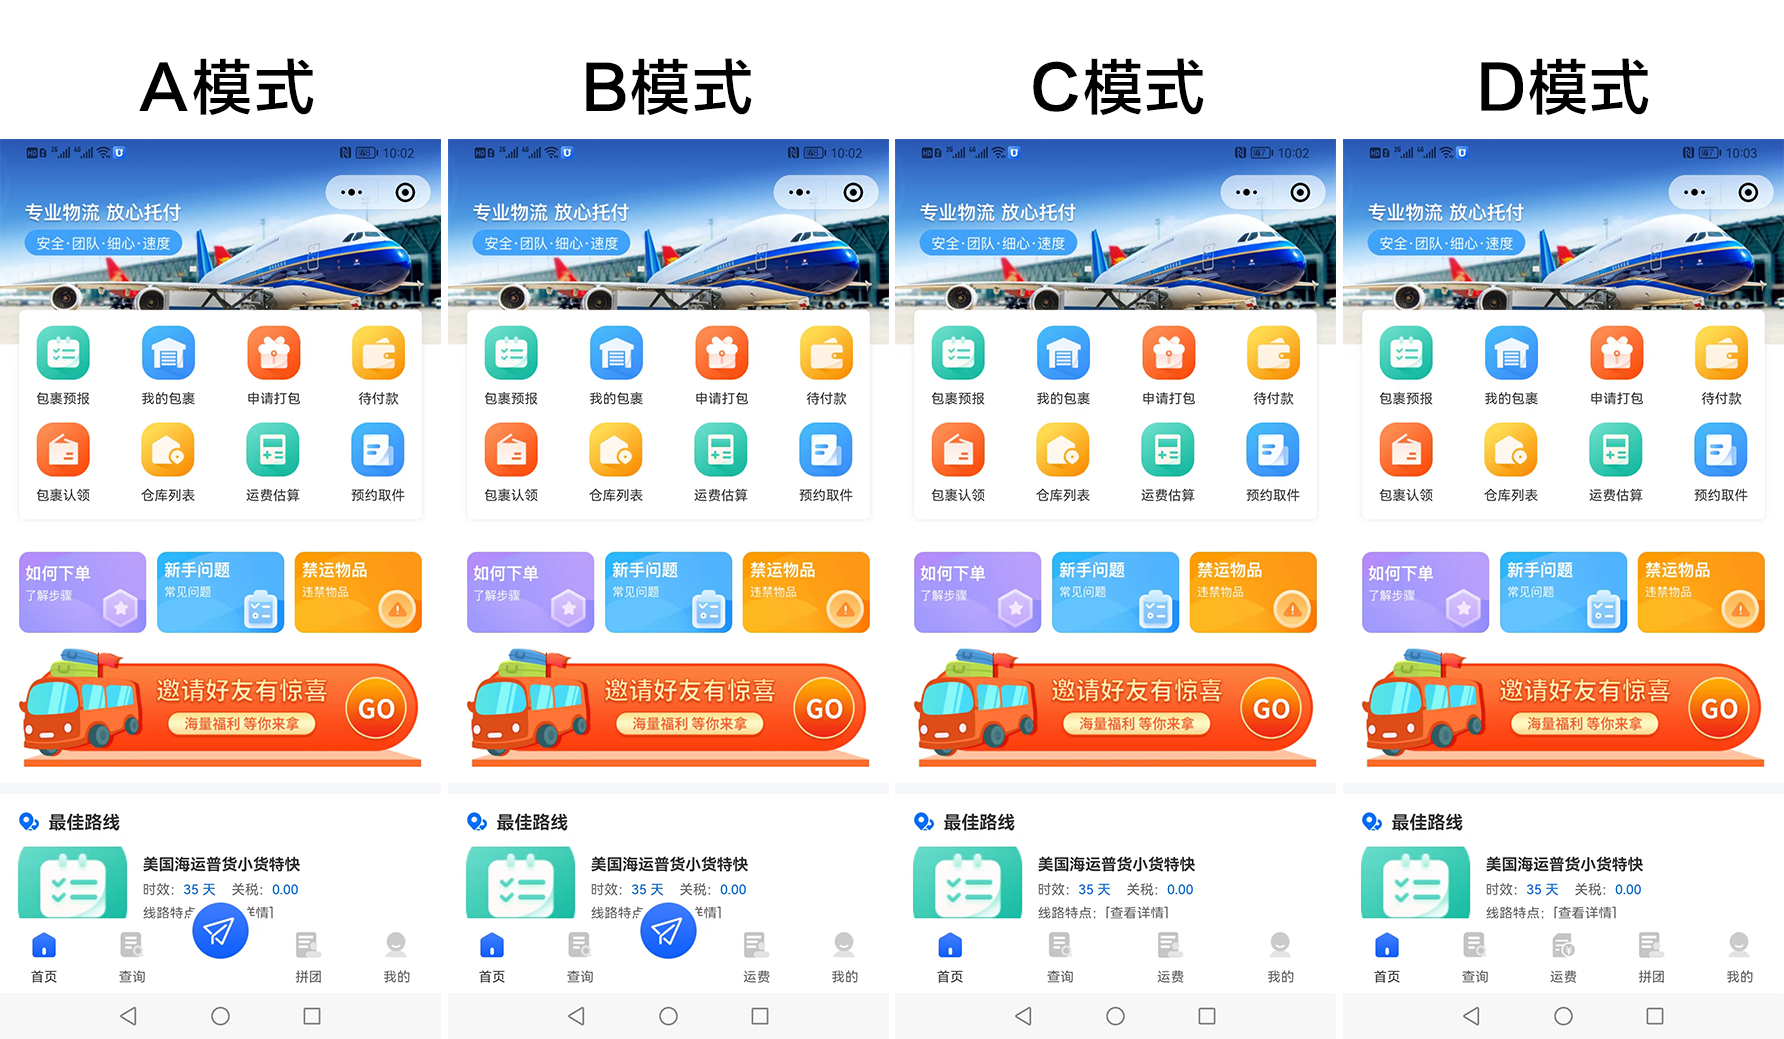 A模式
10:02
专业物流 放心托付
安全·团队·细心·速度
包裹预报 我的包裹 申请打包 待付款
包裹认领 仓库列表 运费估算 预约取件
如何下单 新手问题 禁运物品
了解步骤 常见问题 违禁物品
邀请好友有惊喜
GO
海量福利 等你来拿
最佳路线
美国海运普货小货特快
时效：35 天 关税：0.00
线路特点 详情]
首页 查询 拼团 我的
B模式
10:02
专业物流 放心托付
安全·团队·细心·速度
包裹预报 我的包裹 申请打包 待付款
包裹认领 仓库列表 运费估算 预约取件
如何下单 新手问题 禁运物品
了解步骤 常见问题 违禁物品
邀请好友有惊喜
GO
海量福利 等你来拿
最佳路线
美国海运普货小货特快
时效：35 天 关税：0.00
线路特点 详情]
首页 查询 运费 我的
C模式
10:02
专业物流 放心托付
安全·团队·细心·速度
包裹预报 我的包裹 申请打包 待付款
包裹认领 仓库列表 运费估算 预约取件
如何下单 新手问题 禁运物品
了解步骤 常见问题 违禁物品
邀请好友有惊喜
GO
海量福利 等你来拿
最佳路线
美国海运普货小货特快
时效：35 天 关税：0.00
线路特点：[查看详情]
首页 查询 运费 我的
D模式
10:03
专业物流 放心托付
安全·团队·细心·速度
包裹预报 我的包裹 申请打包 待付款
包裹认领 仓库列表 运费估算 预约取件
如何下单 新手问题 禁运物品
了解步骤 常见问题 违禁物品
邀请好友有惊喜
GO
海量福利 等你来拿
最佳路线
美国海运普货小货特快
时效：35 天 关税：0.00
线路特点：[查看详情]
首页 查询 运费 拼团 我的